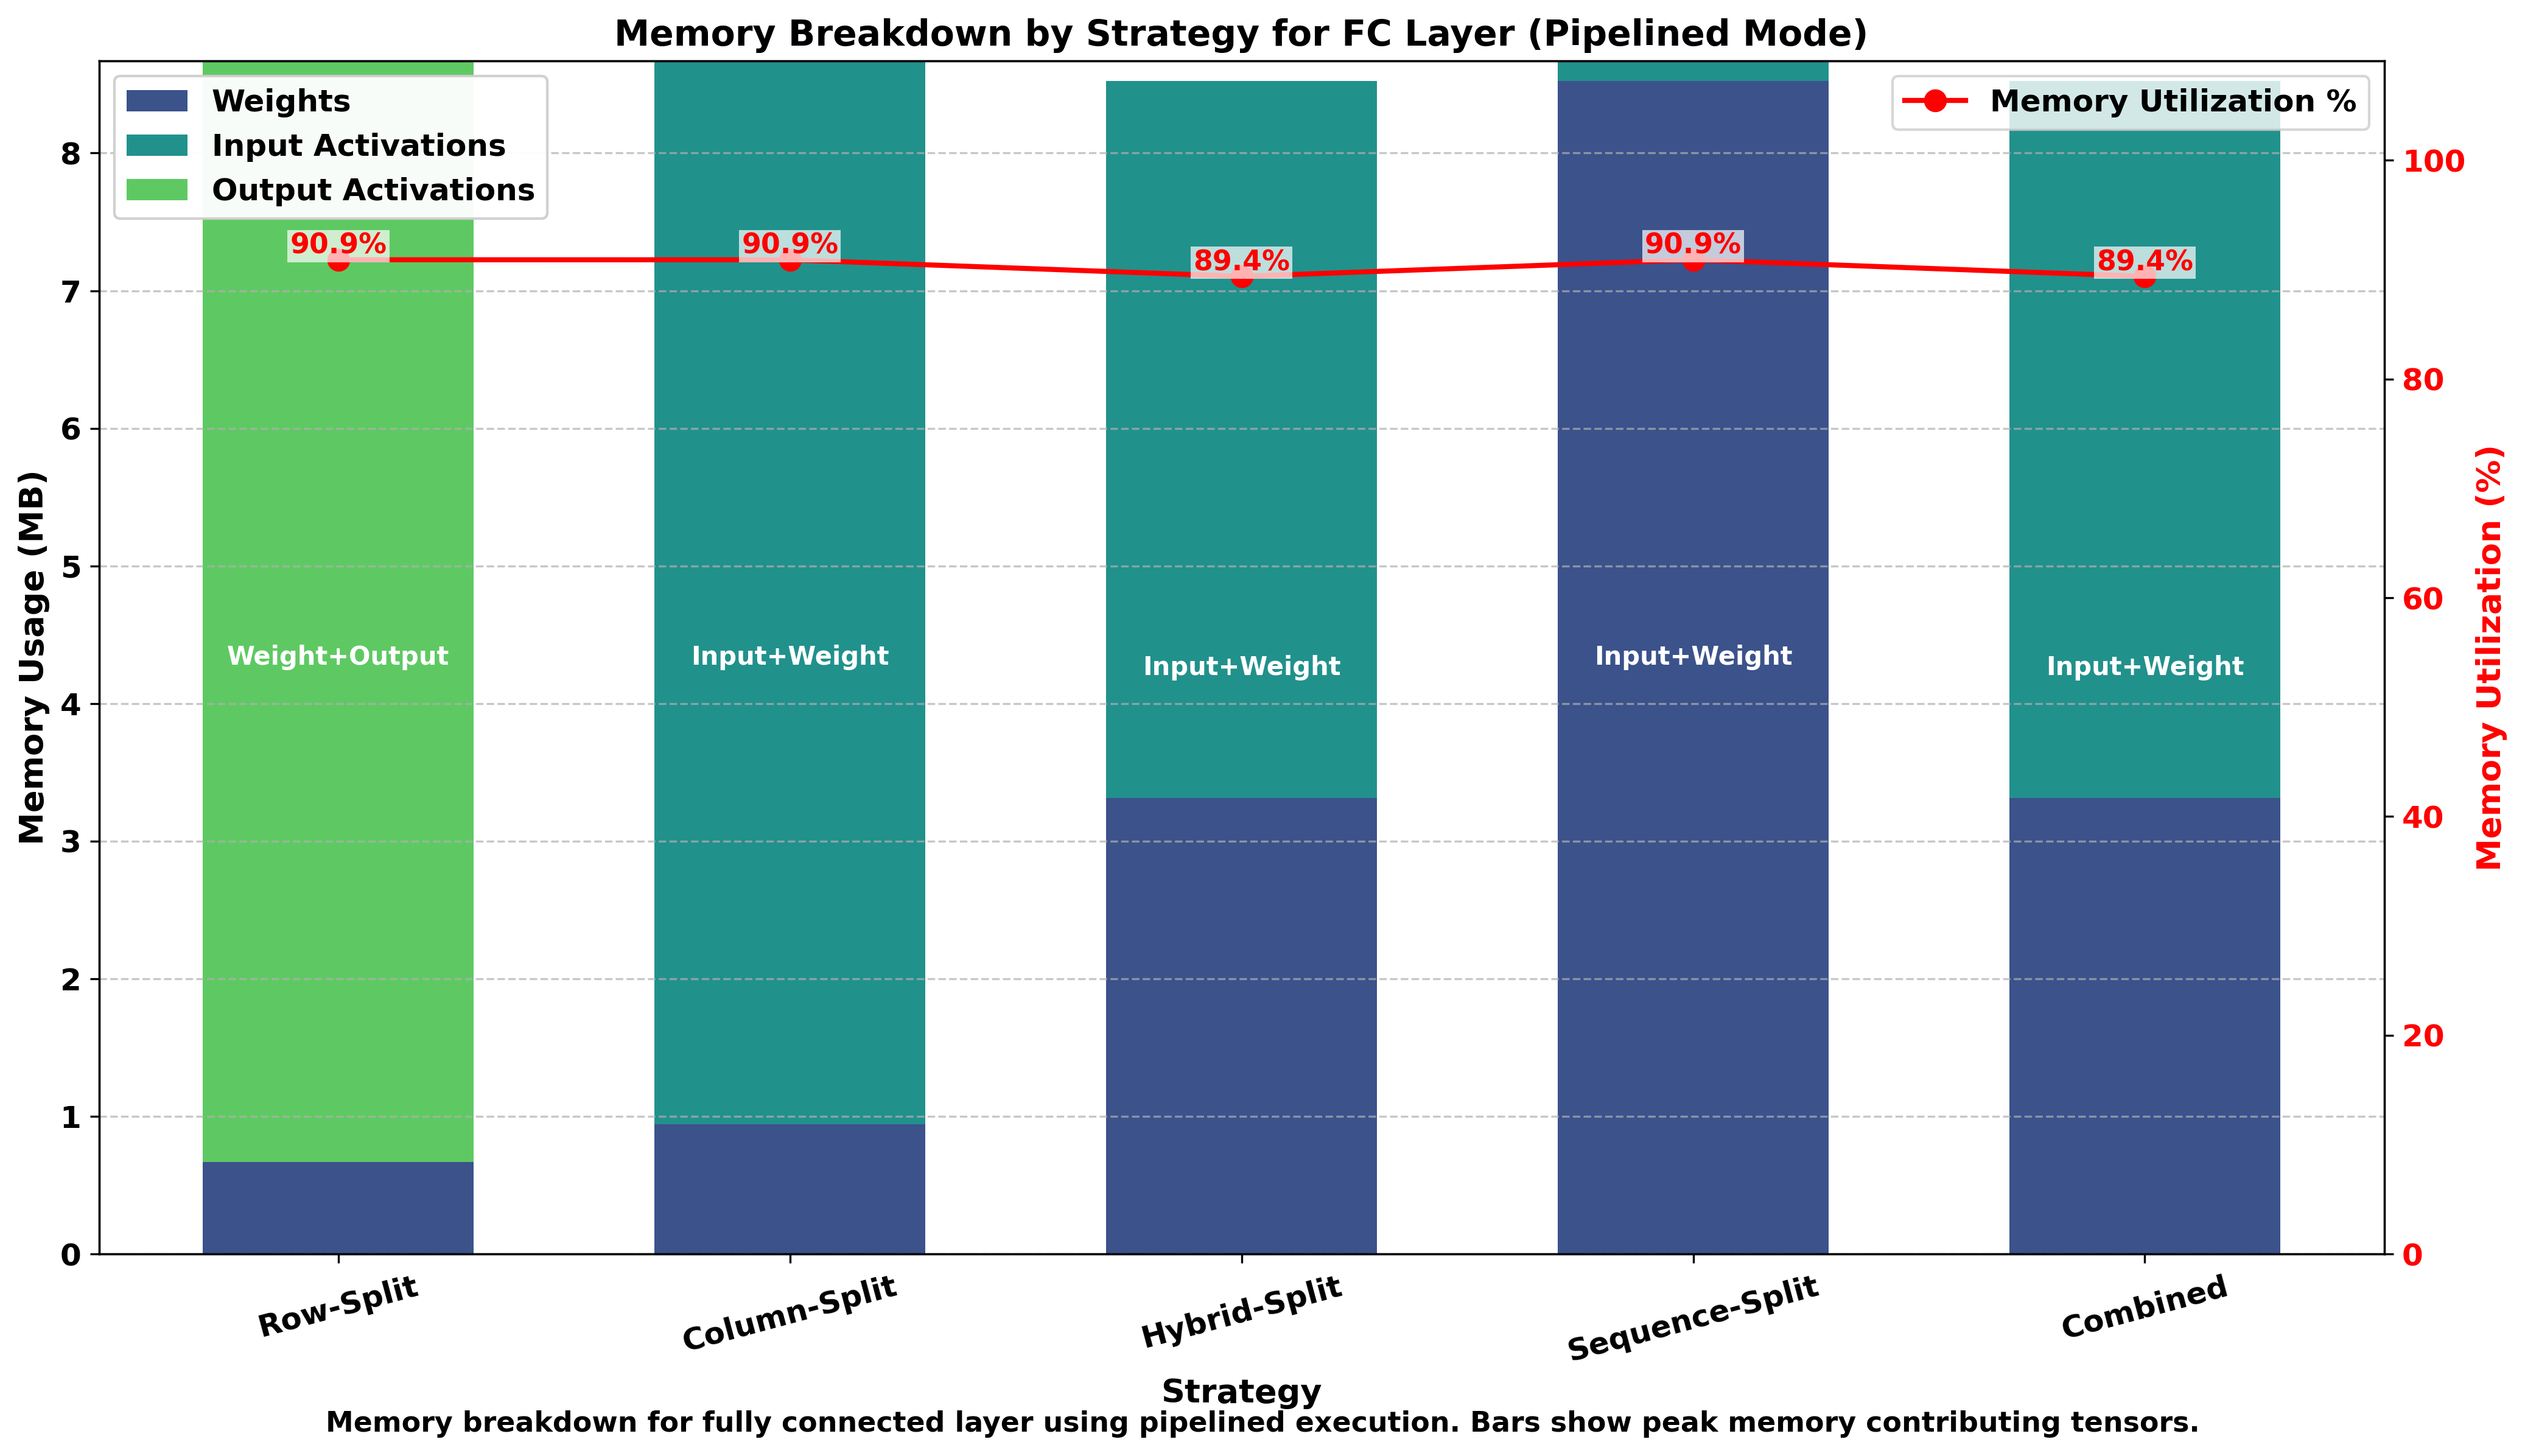 Memory Breakdown by Strategy for FC Layer (Pipelined Mode)
Weights
Input Activations
Output Activations
Memory Utilization %
8
7
6
5
4
3
2
1
0
Memory Usage (MB)
90.9%
90.9%
89.4%
90.9%
89.4%
Weight+Output
Input+Weight
Input+Weight
Input+Weight
Input+Weight
100
80
60
40
20
0
Memory Utilization (%)
Row-Split
Column-Split
Hybrid-Split
Sequence-Split
Combined
Strategy
Memory breakdown for fully connected layer using pipelined execution. Bars show peak memory contributing tensors.